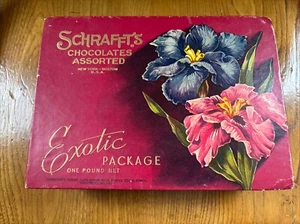 SCHRAFFT'S
CHOCOLATES
ASSORTED
NEW YORK - BOSTON
U.S.A.
Exotic
PACKAGE
ONE POUND NET